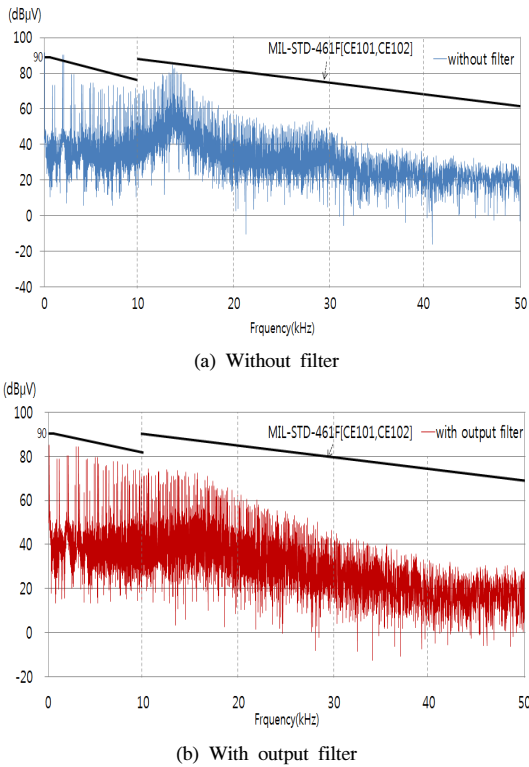 (dBµV)
100
90
80
60
40
20
0
-20
-40
MIL-STD-461F[CE101,CE102]
without filter
0
10
20
30
40
50
Frquency(kHz)
(a) Without filter
(dBµV)
100
90
80
60
40
20
0
-20
MIL-STD-461F[CE101,CE102]
with output filter
0
10
20
30
40
50
Frquency(kHz)
(b) With output filter